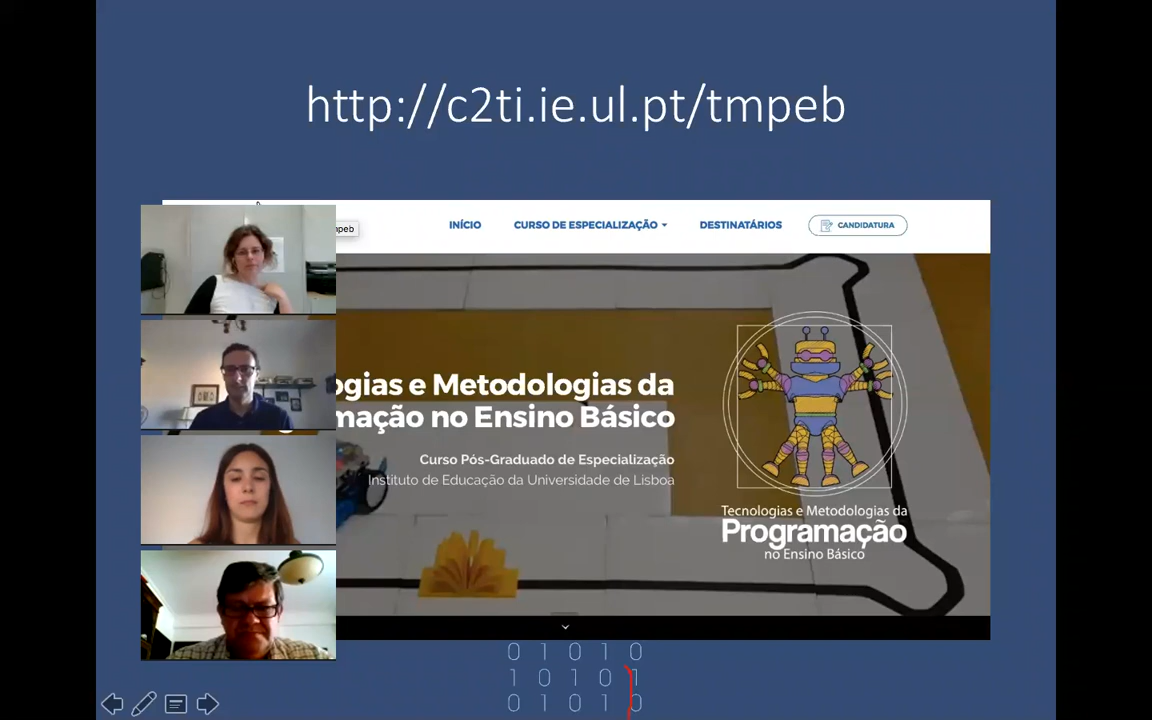 http://c2ti.ie.ul.pt/tmpeb
mpeb
INÍCIO CURSO DE ESPECIALIZAÇÃO DESTINATÁRIOS CANDIDATURA
ogias e Metodologias da
mação no Ensino Básico
Curso Pós-Graduado de Especialização
Instituto de Educação da Universidade de Lisboa
Tecnologias e Metodologias da
Programação
no Ensino Básico
0 1 0 1 0
1 0 1 0 1
0 1 0 1 0